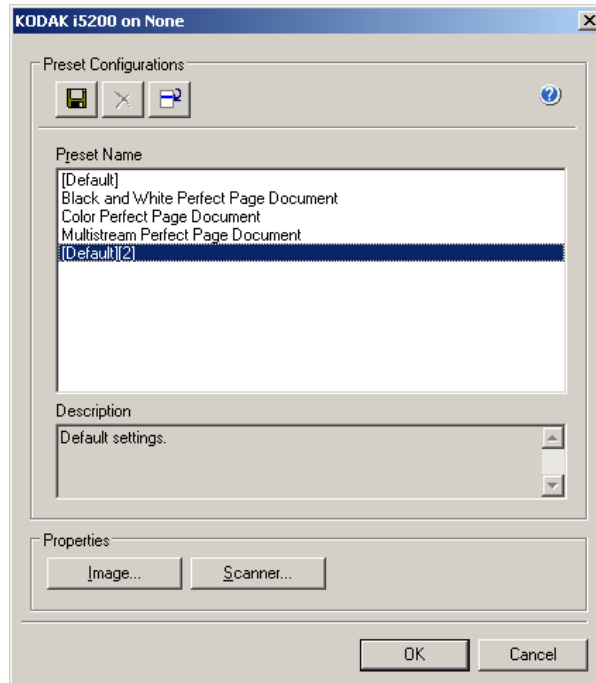 KODAK i5200 on None
Preset Configurations
Preset Name
[Default]
Black and White Perfect Page Document
Color Perfect Page Document
Multistream Perfect Page Document
[Default][2]
Description
Default settings.
Properties
Image...
Scanner...
OK
Cancel